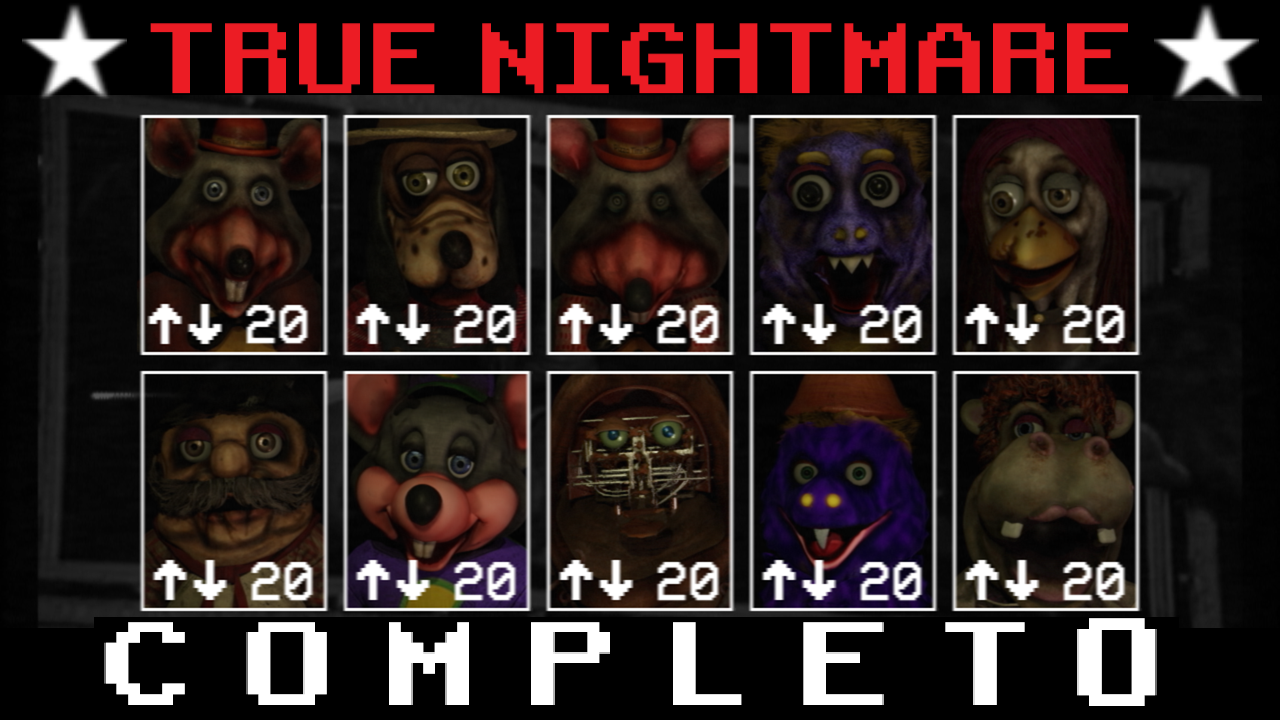 TRUE NIGHTMARE
↑↓ 20 ↑↓ 20 ↑↓ 20 ↑↓ 20 ↑↓ 20
↑↓ 20 ↑↓ 20 ↑↓ 20 ↑↓ 20 ↑↓ 20
COMPLETO